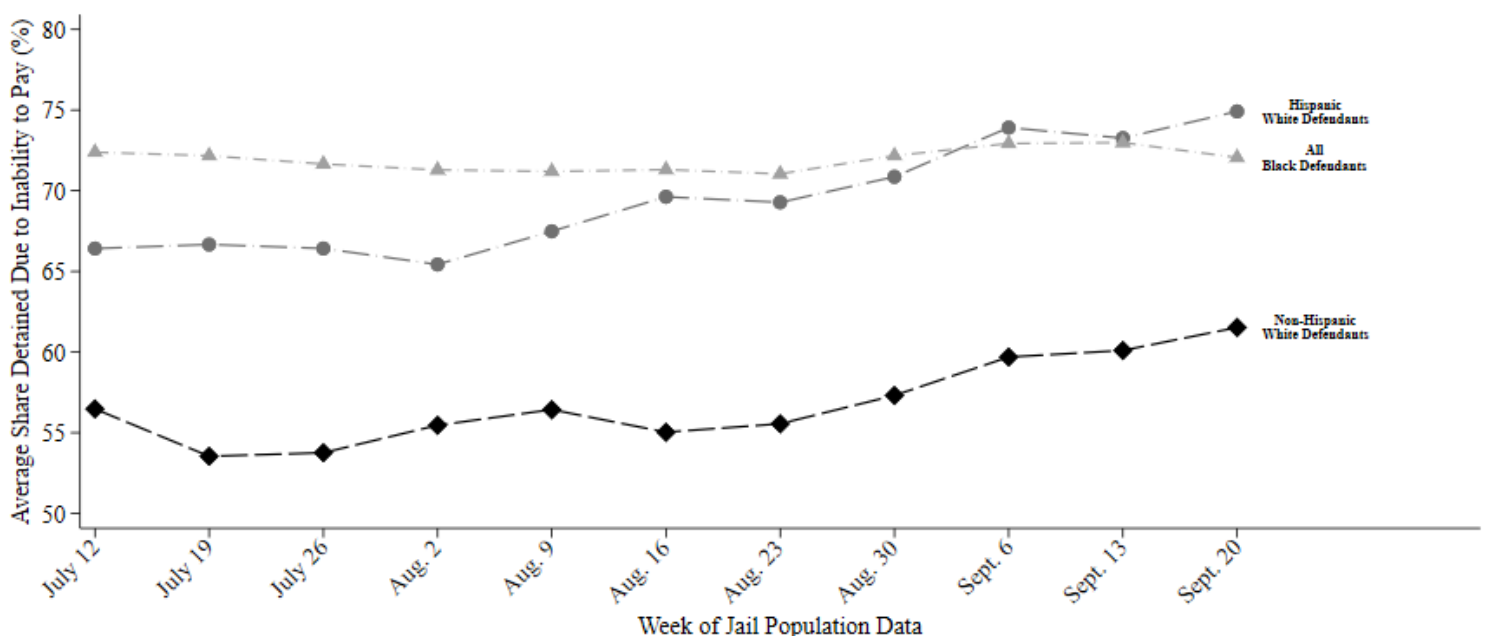 Average Share Detained Due to Inability to Pay (%)
80
75
70
65
60
55
50
Hispanic
White Defendants
All
Black Defendants
Non-Hispanic
White Defendants
July 12
July 19
July 26
Aug. 2
Aug. 9
Aug. 16
Aug. 23
Aug. 30
Sept. 6
Sept. 13
Sept. 20
Week of Jail Population Data